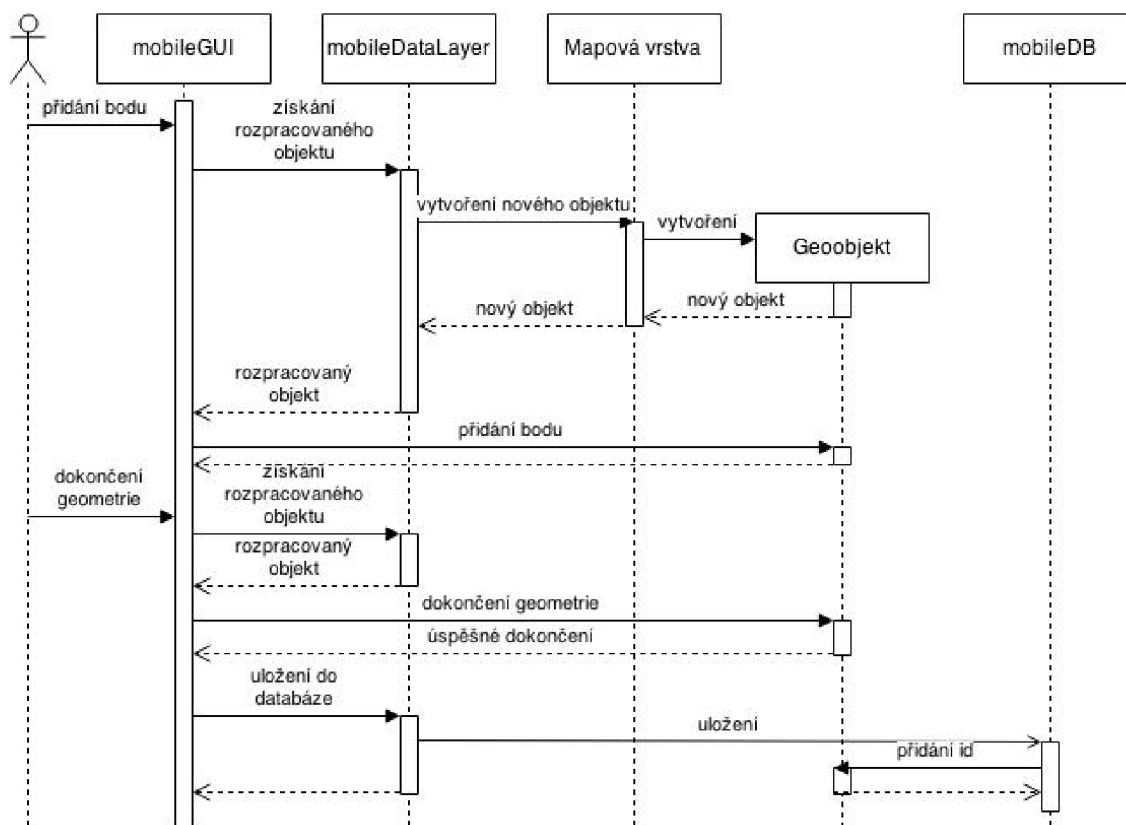 mobileGUI
mobileDataLayer
Mapová vrstva
mobileDB
přidání bodu
získání
rozpracovaného
objektu
vytvoření nového objektu
vytvoření
Geoobjekt
nový objekt
nový objekt
rozpracovaný
objekt
přidání bodu
dokončení
geometrie
získání
rozpracovaného
objektu
rozpracovaný
objekt
dokončení geometrie
úspěšné dokončení
uložení do
databáze
uložení
přidání id